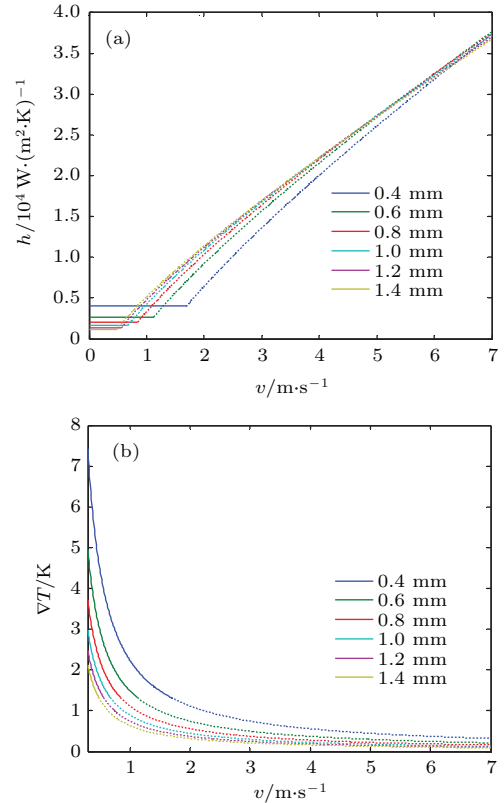 (a)
h/10⁴ W·(m²·K)⁻¹
4.0
3.5
3.0
2.5
2.0
1.5
1.0
0.5
0
0.4 mm
0.6 mm
0.8 mm
1.0 mm
1.2 mm
1.4 mm
0 1 2 3 4 5 6 7
v/m·s⁻¹
(b)
∇T/K
8
7
6
5
4
3
2
1
0
0.4 mm
0.6 mm
0.8 mm
1.0 mm
1.2 mm
1.4 mm
1 2 3 4 5 6 7
v/m·s⁻¹